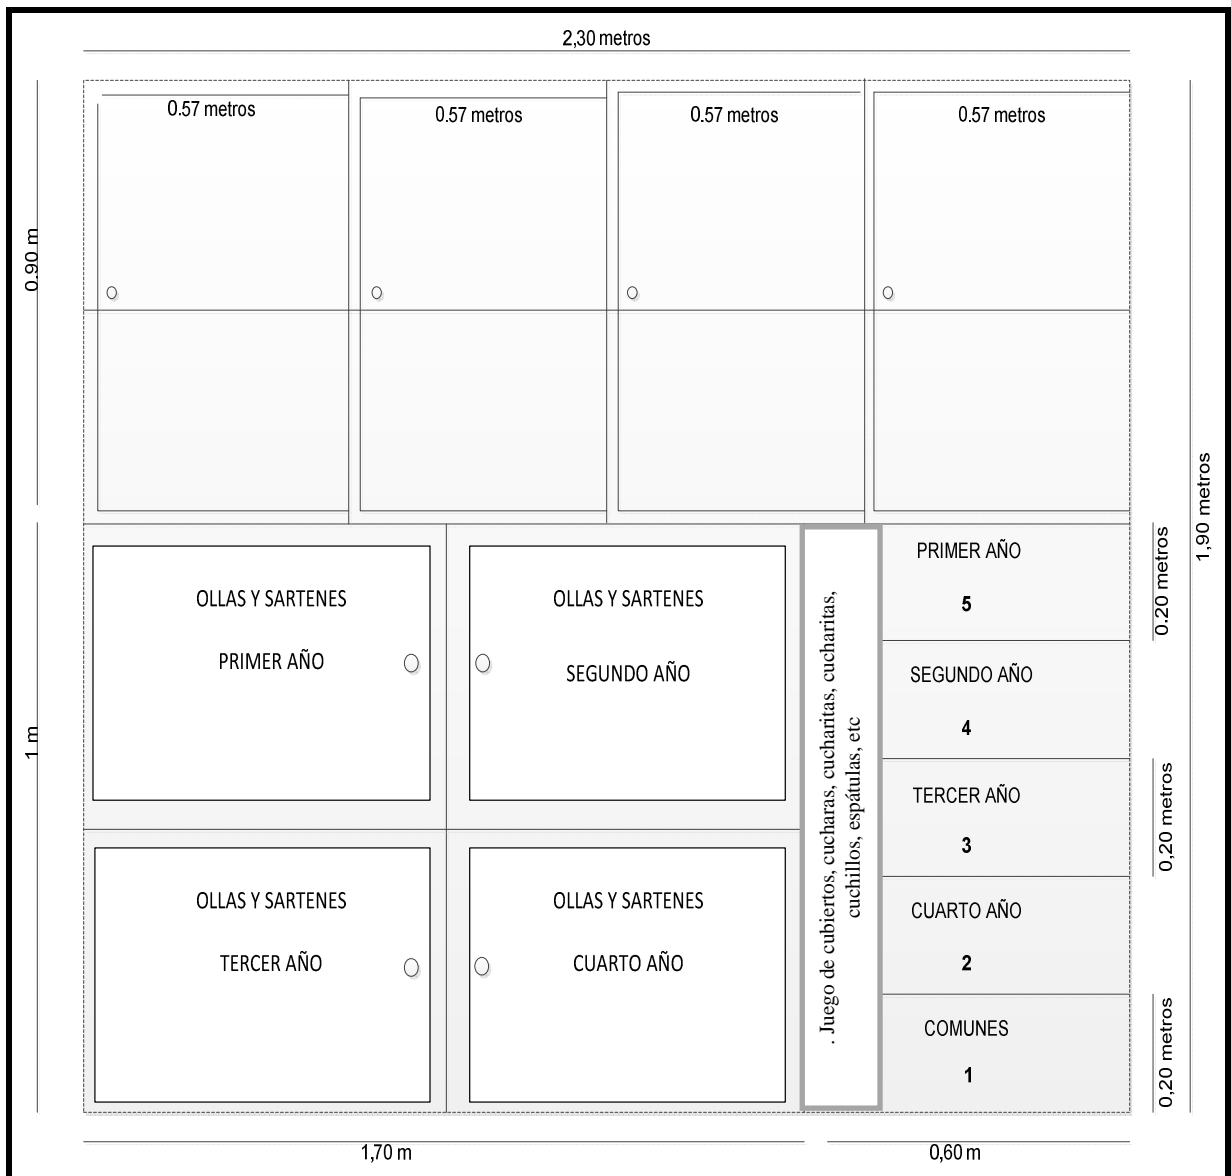 2,30 metros
0.57 metros
0.57 metros
0.57 metros
0.57 metros
0.90 m
1,90 metros
1 m
OLLAS Y SARTENES
PRIMER AÑO
OLLAS Y SARTENES
SEGUNDO AÑO
OLLAS Y SARTENES
TERCER AÑO
OLLAS Y SARTENES
CUARTO AÑO
. Juego de cubiertos, cucharas, cucharitas, cucharitas,
cuchillos, espátulas, etc
PRIMER AÑO
5
SEGUNDO AÑO
4
TERCER AÑO
3
CUARTO AÑO
2
COMUNES
1
0.20 metros
0,20 metros
0,20 metros
1,70 m
0,60 m